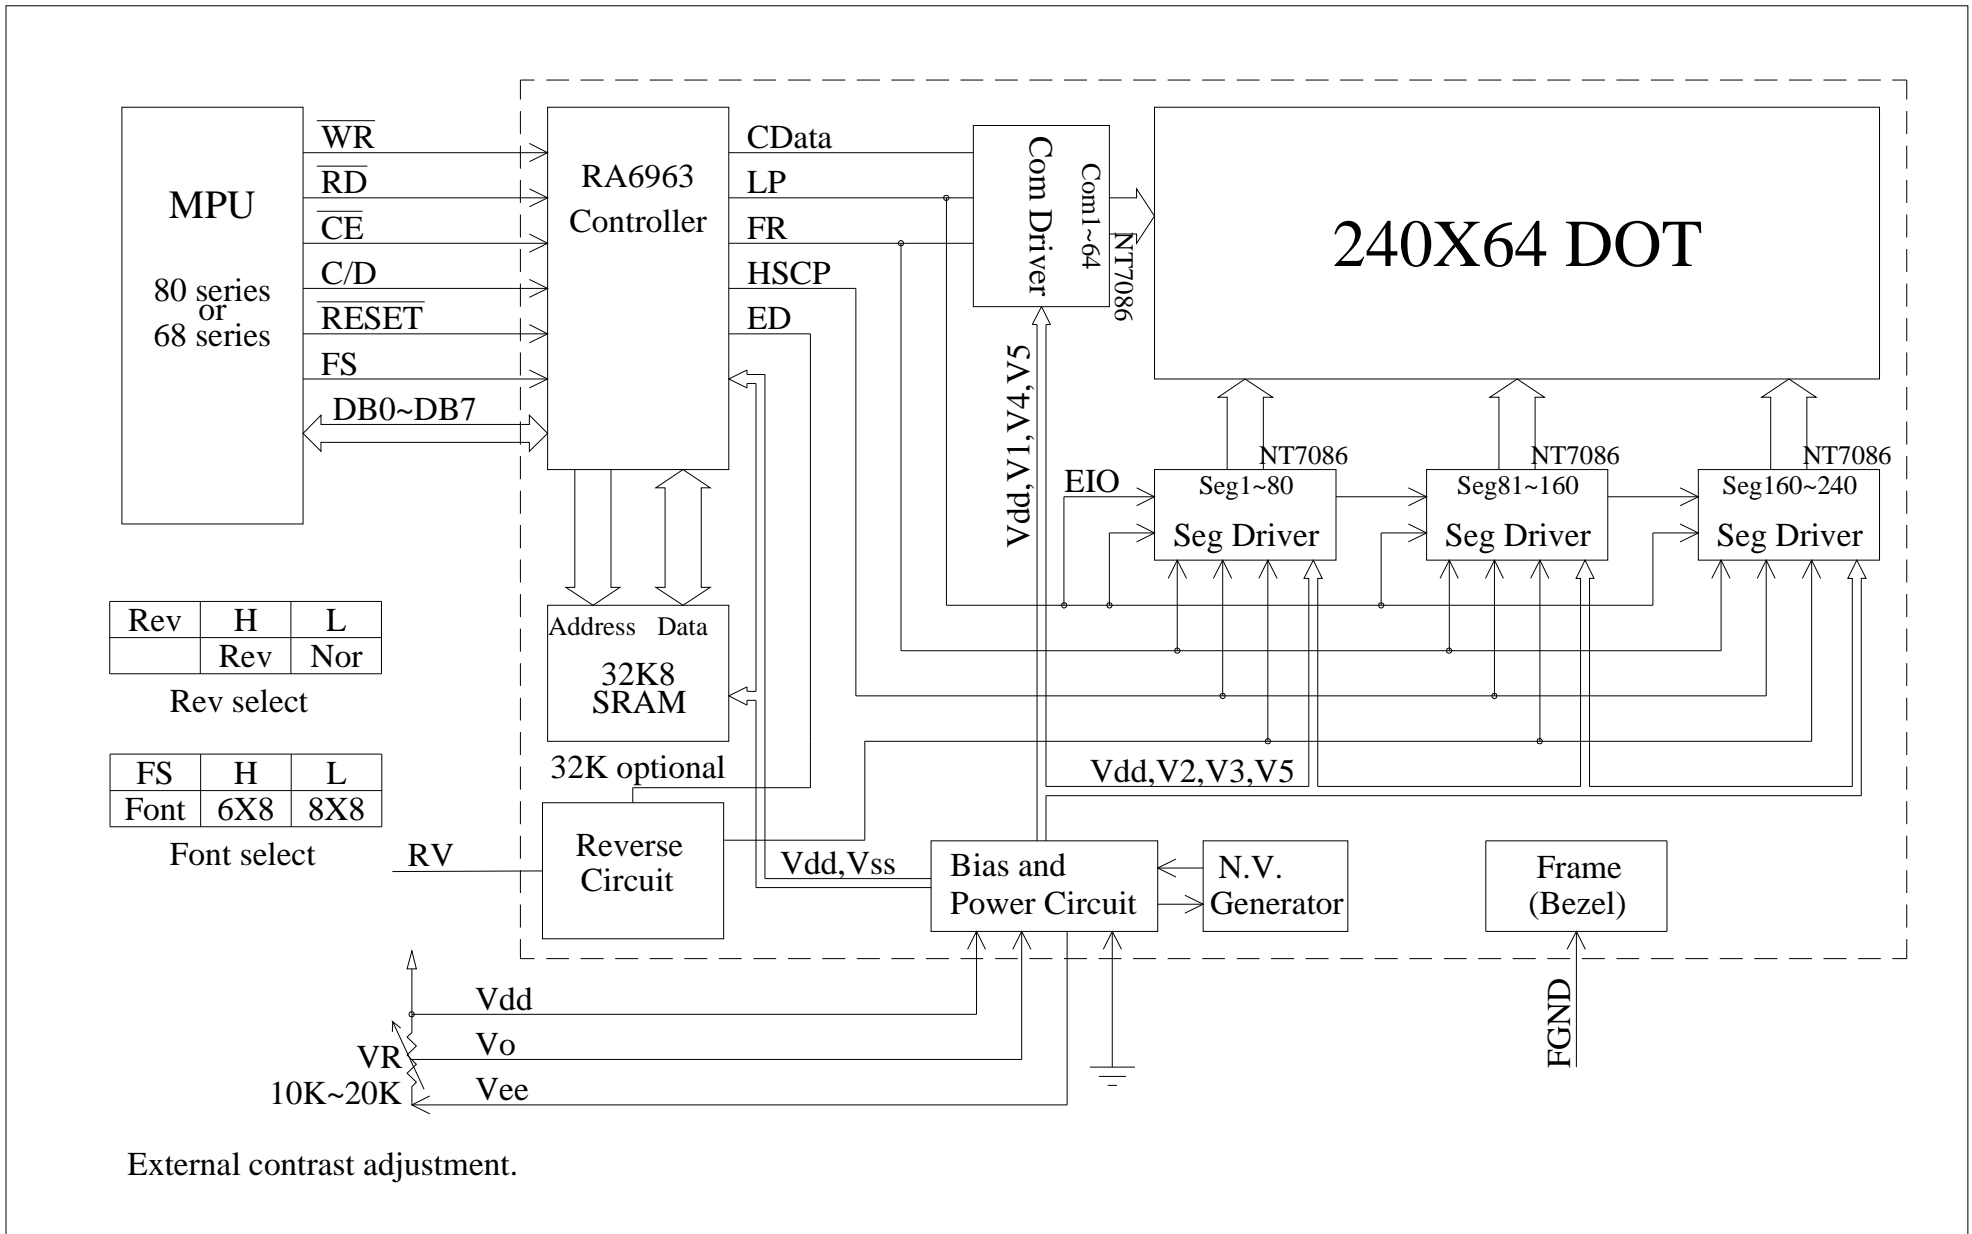 MPU
80 series
or
68 series
WR
RD
CE
C/D
RESET
FS
DB0~DB7
RA6963
Controller
CData
LP
FR
HSCP
ED
Com Driver
Com1~64
NT7086
240X64 DOT
Vdd,V1,V4,V5
EIO
NT7086
Seg1~80
Seg Driver
NT7086
Seg81~160
Seg Driver
NT7086
Seg160~240
Seg Driver
Address Data
32K8
SRAM
32K optional
Rev H L
Rev Nor
Rev select
FS H L
Font 6X8 8X8
Font select
RV
Reverse
Circuit
Vdd,V2,V3,V5
Vdd,Vss
Bias and
Power Circuit
N.V.
Generator
Frame
(Bezel)
FGND
Vdd
Vo
Vee
VR
10K~20K
External contrast adjustment.